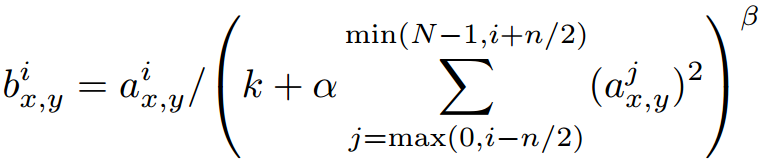 b^i_{x,y} = a^i_{x,y} / \left( k + \alpha \sum_{j=\max(0,i-n/2)}^{\min(N-1,i+n/2)} (a^j_{x,y})^2 \right)^\beta